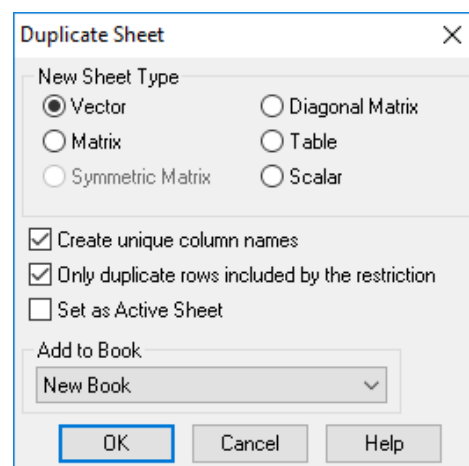 Duplicate Sheet
New Sheet Type
Vector
Diagonal Matrix
Matrix
Table
Symmetric Matrix
Scalar
Create unique column names
Only duplicate rows included by the restriction
Set as Active Sheet
Add to Book
New Book
OK
Cancel
Help